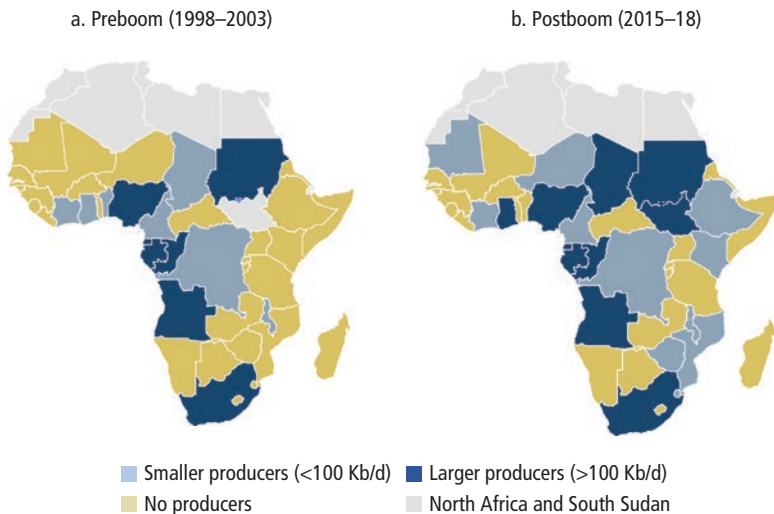 a. Preboom (1998–2003)
b. Postboom (2015–18)
Smaller producers (<100 Kb/d)
Larger producers (>100 Kb/d)
No producers
North Africa and South Sudan